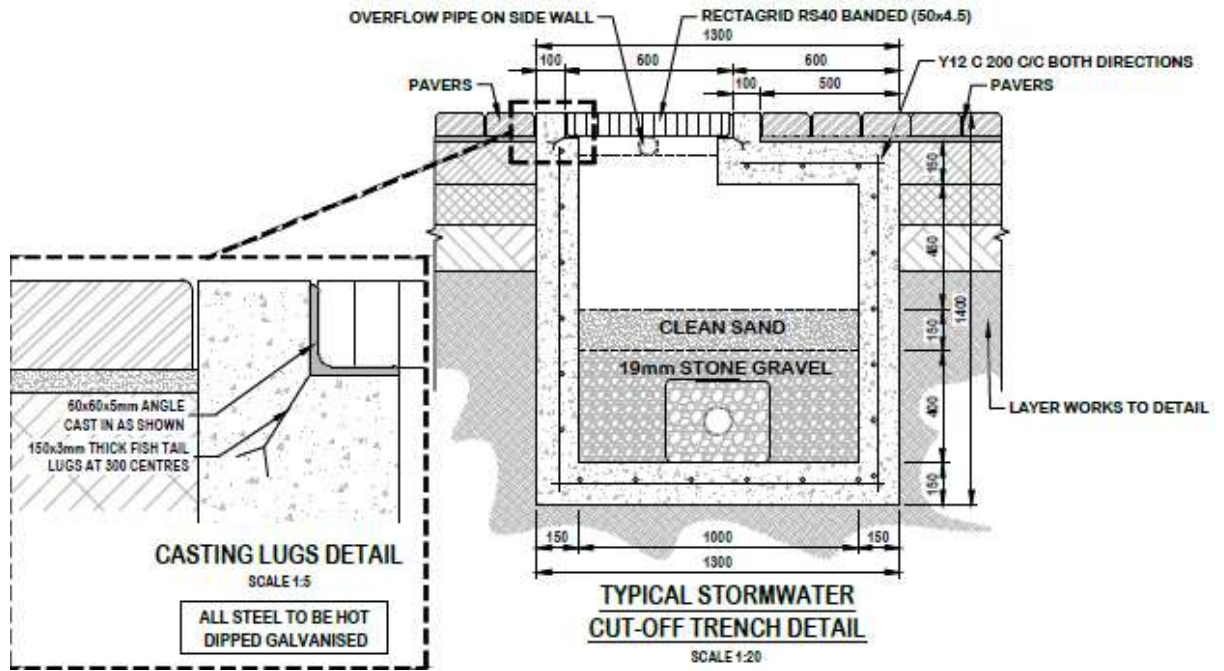 OVERFLOW PIPE ON SIDE WALL
RECTAGRID RS40 BANDED (50x4.5)
1300
100
600
600
Y12 C 200 C/C BOTH DIRECTIONS
PAVERS
100
500
PAVERS
150
450
1400
CLEAN SAND
150
19mm STONE GRAVEL
60x60x5mm ANGLE
CAST IN AS SHOWN
400
LAYER WORKS TO DETAIL
150x3mm THICK FISH TAIL
LUGS AT 300 CENTRES
150
150
1000
150
1300
CASTING LUGS DETAIL
SCALE 1:5
ALL STEEL TO BE HOT
DIPPED GALVANISED
TYPICAL STORMWATER
CUT-OFF TRENCH DETAIL
SCALE 1:20